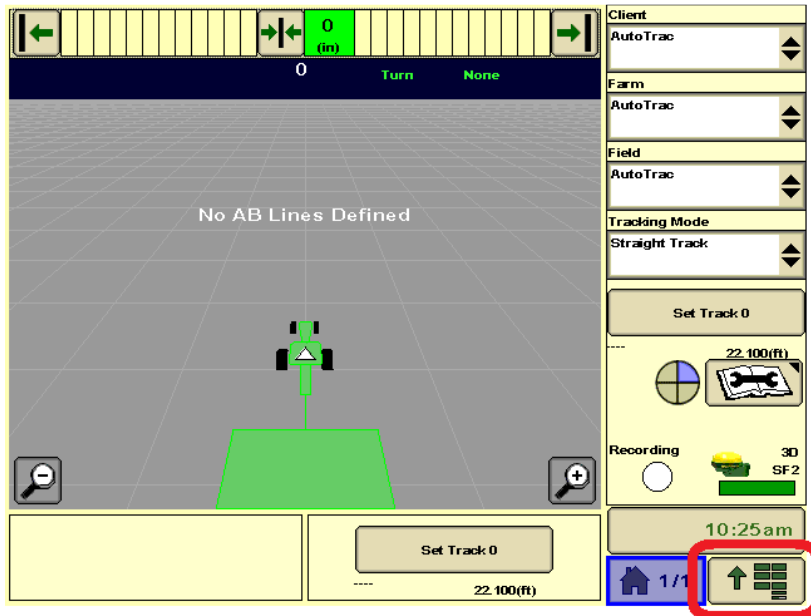 0
(in)
0 Turn None
No AB Lines Defined
Set Track 0
---- 22.100(ft)
Client
AutoTrac
Farm
AutoTrac
Field
AutoTrac
Tracking Mode
Straight Track
Set Track 0
---- 22.100(ft)
Recording
3D
SF2
10:25am
1/1